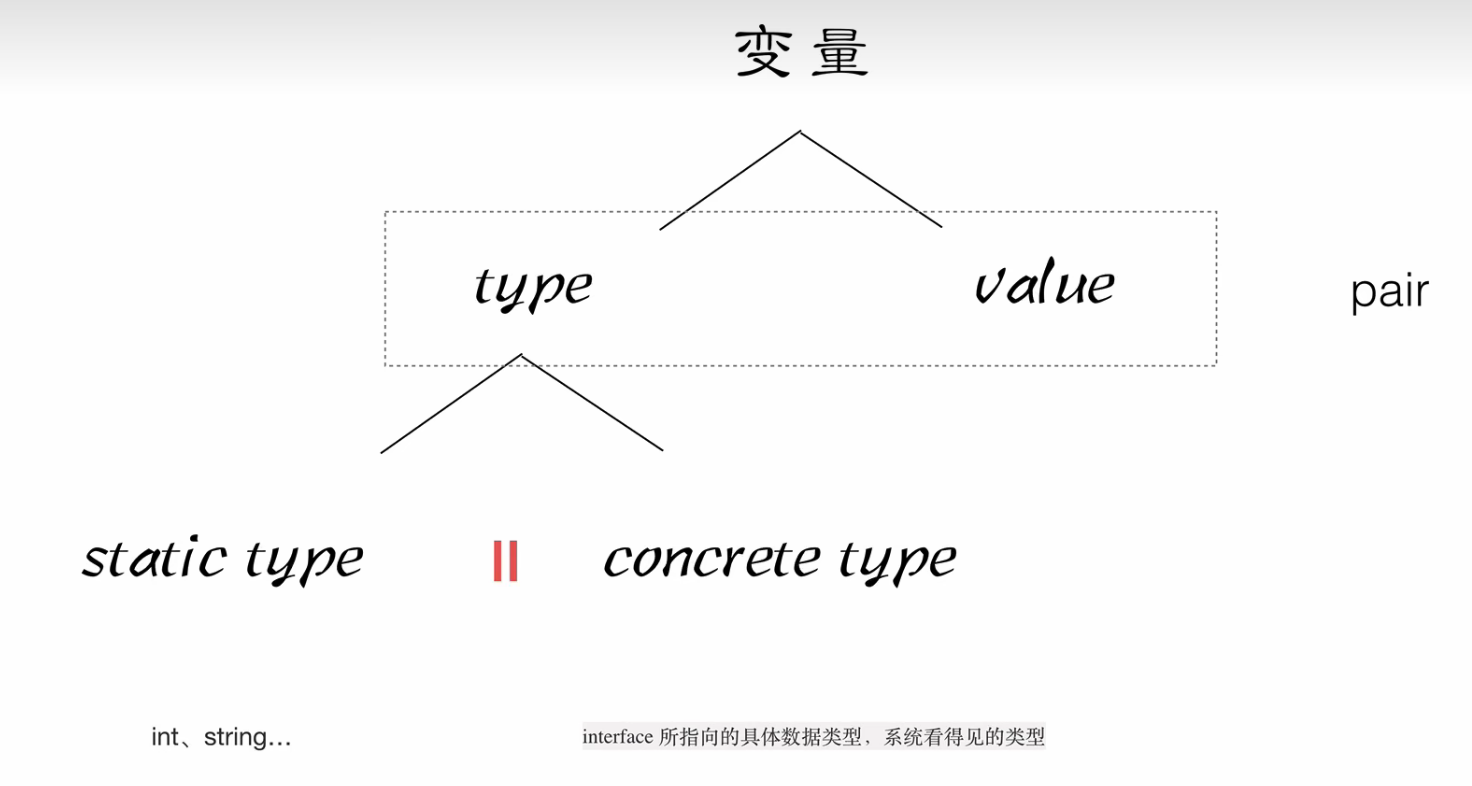 变量
type
value
pair
static type
||
concrete type
int、string...
interface 所指向的具体数据类型，系统看得见的类型